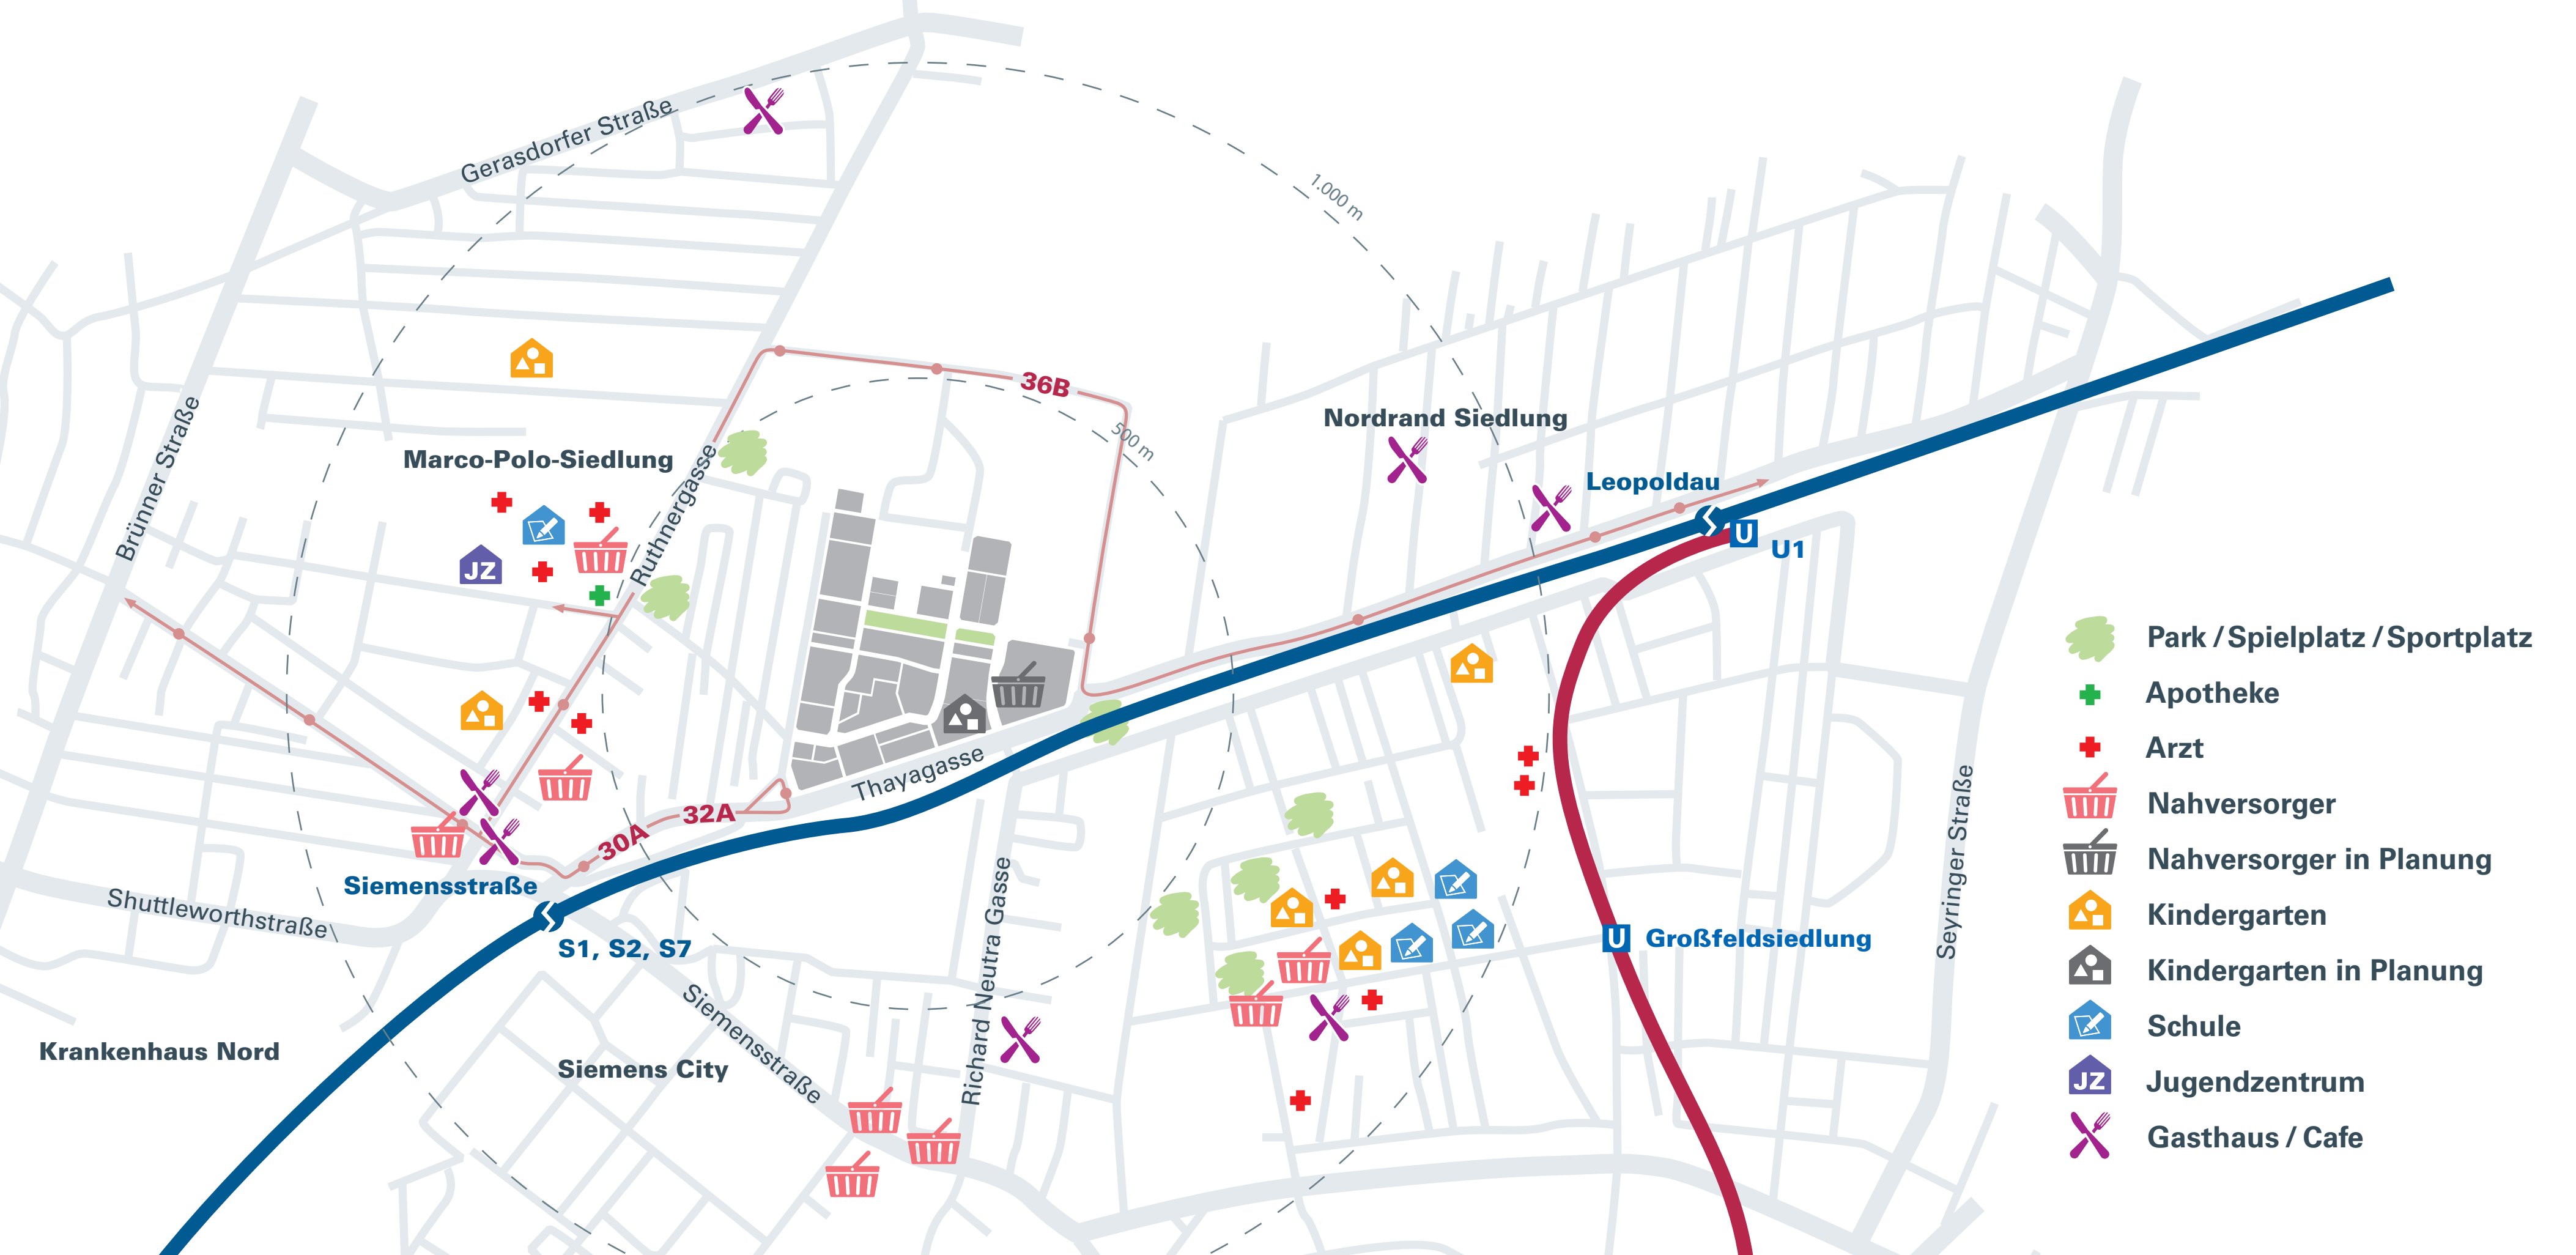 Gerasdorfer Straße
1.000 m
36B
500 m
Nordrand Siedlung
Brünner Straße
Marco-Polo-Siedlung
Ruthnergasse
Leopoldau
U
U1
JZ
Thayagasse
32A
30A
Siemensstraße
Shuttleworthstraße
S1, S2, S7
Richard Neutra Gasse
Seyringer Straße
U Großfeldsiedlung
Siemensstraße
Krankenhaus Nord
Siemens City
Park / Spielplatz / Sportplatz
Apotheke
Arzt
Nahversorger
Nahversorger in Planung
Kindergarten
Kindergarten in Planung
Schule
JZ Jugendzentrum
Gasthaus / Cafe